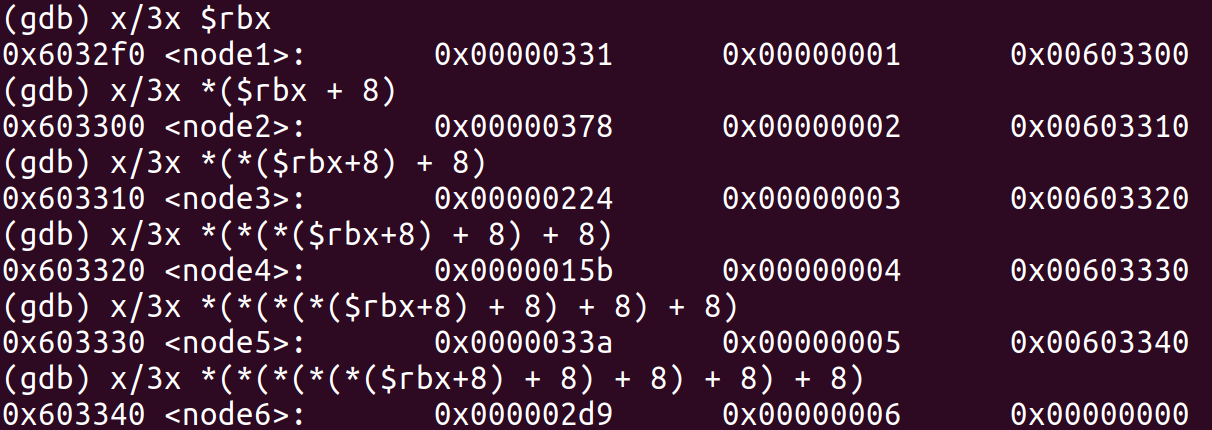 (gdb) x/3x $rbx
0x6032f0 <node1>: 0x00000331 0x00000001 0x00603300
(gdb) x/3x *($rbx + 8)
0x603300 <node2>: 0x00000378 0x00000002 0x00603310
(gdb) x/3x *(*($rbx+8) + 8)
0x603310 <node3>: 0x00000224 0x00000003 0x00603320
(gdb) x/3x *(*(*($rbx+8) + 8) + 8)
0x603320 <node4>: 0x0000015b 0x00000004 0x00603330
(gdb) x/3x *(*(*(*($rbx+8) + 8) + 8) + 8)
0x603330 <node5>: 0x0000033a 0x00000005 0x00603340
(gdb) x/3x *(*(*(*(*($rbx+8) + 8) + 8) + 8) + 8)
0x603340 <node6>: 0x000002d9 0x00000006 0x00000000